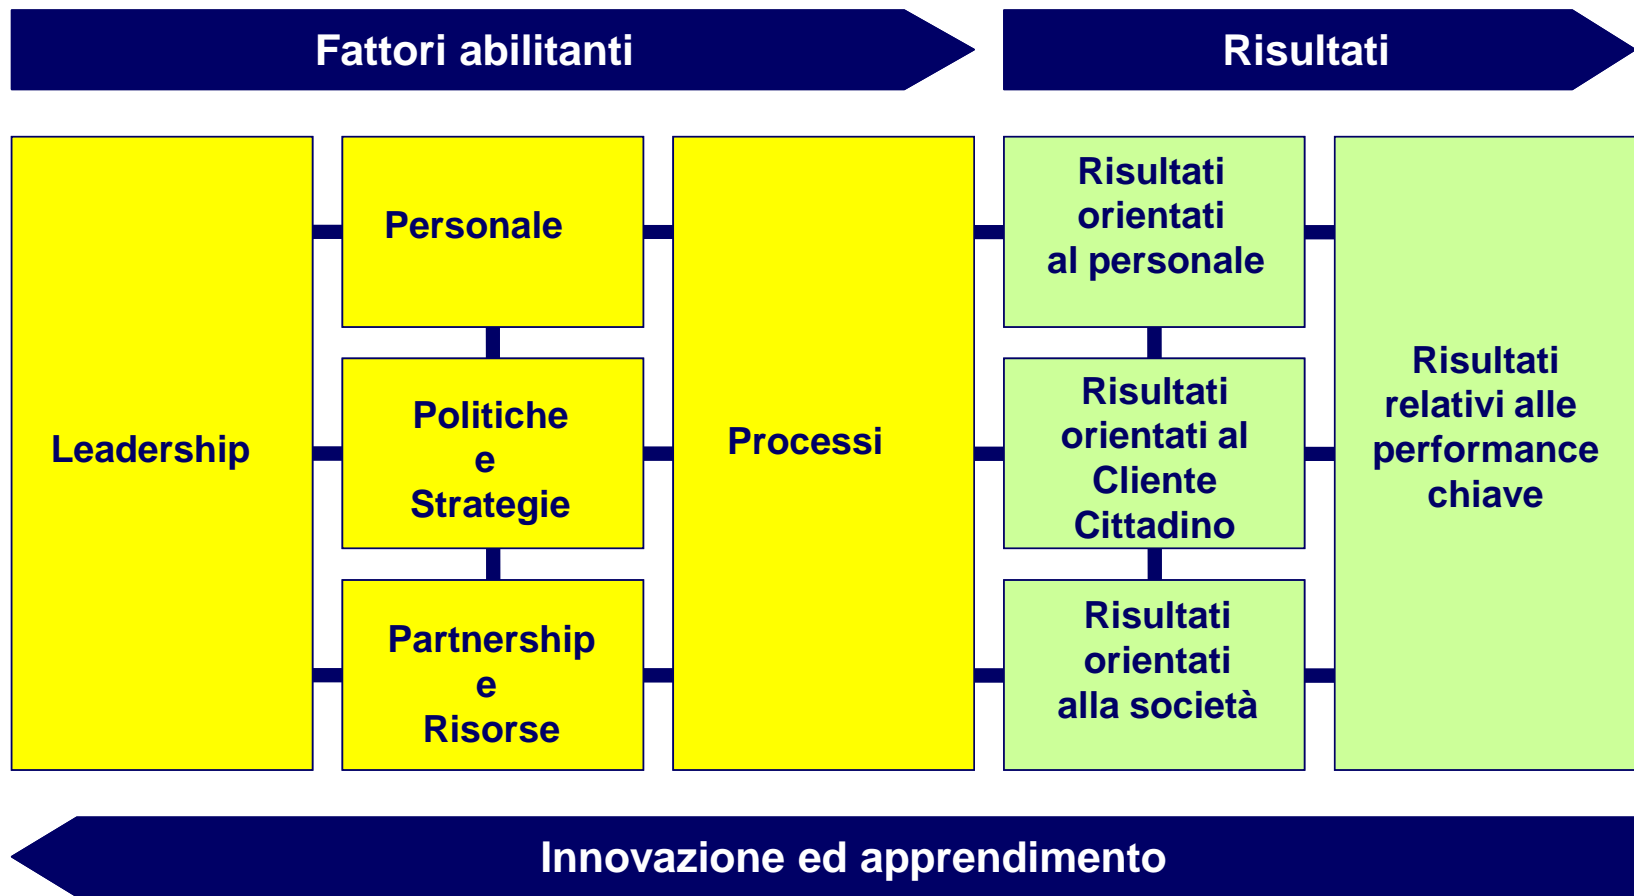 Fattori abilitanti
Risultati
Leadership
Personale
Politiche
e
Strategie
Partnership
e
Risorse
Processi
Risultati
orientati
al personale
Risultati
orientati al
Cliente
Cittadino
Risultati
orientati
alla società
Risultati
relativi alle
performance
chiave
Innovazione ed apprendimento